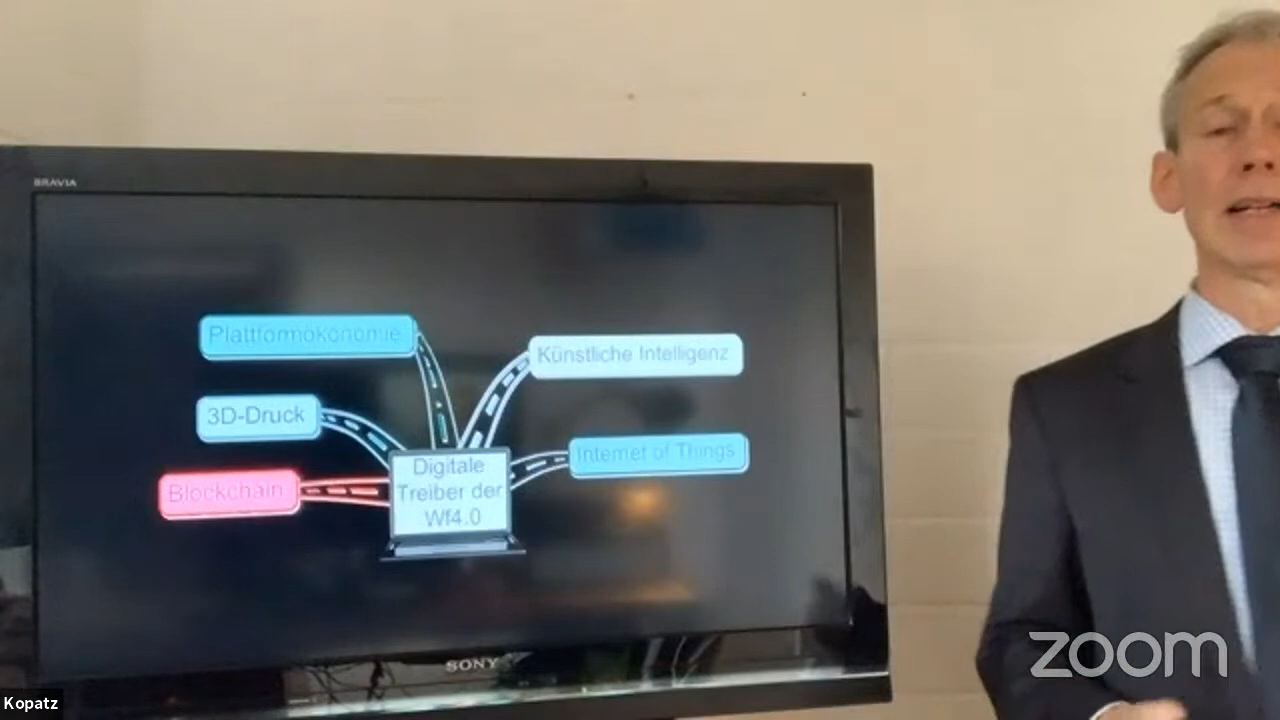 BRAVIA
Plattformökonomie
Künstliche Intelligenz
3D-Druck
Internet of Things
Blockchain
Digitale
Treiber der
Wf4.0
SONY
zoom
Kopatz